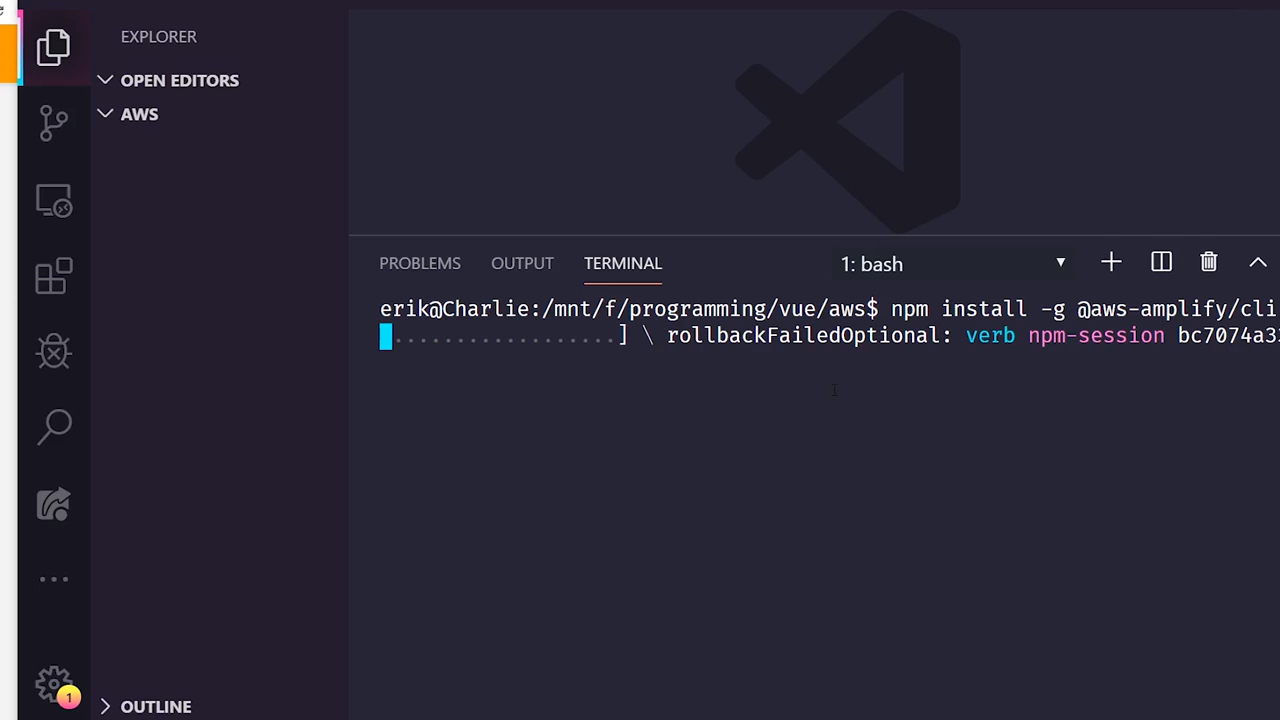 EXPLORER
OPEN EDITORS
AWS
PROBLEMS OUTPUT TERMINAL 1: bash
erik@Charlie:/mnt/f/programming/vue/aws$ npm install -g @aws-amplify/cli
..................] \ rollbackFailedOptional: verb npm-session bc7074a3
1
OUTLINE